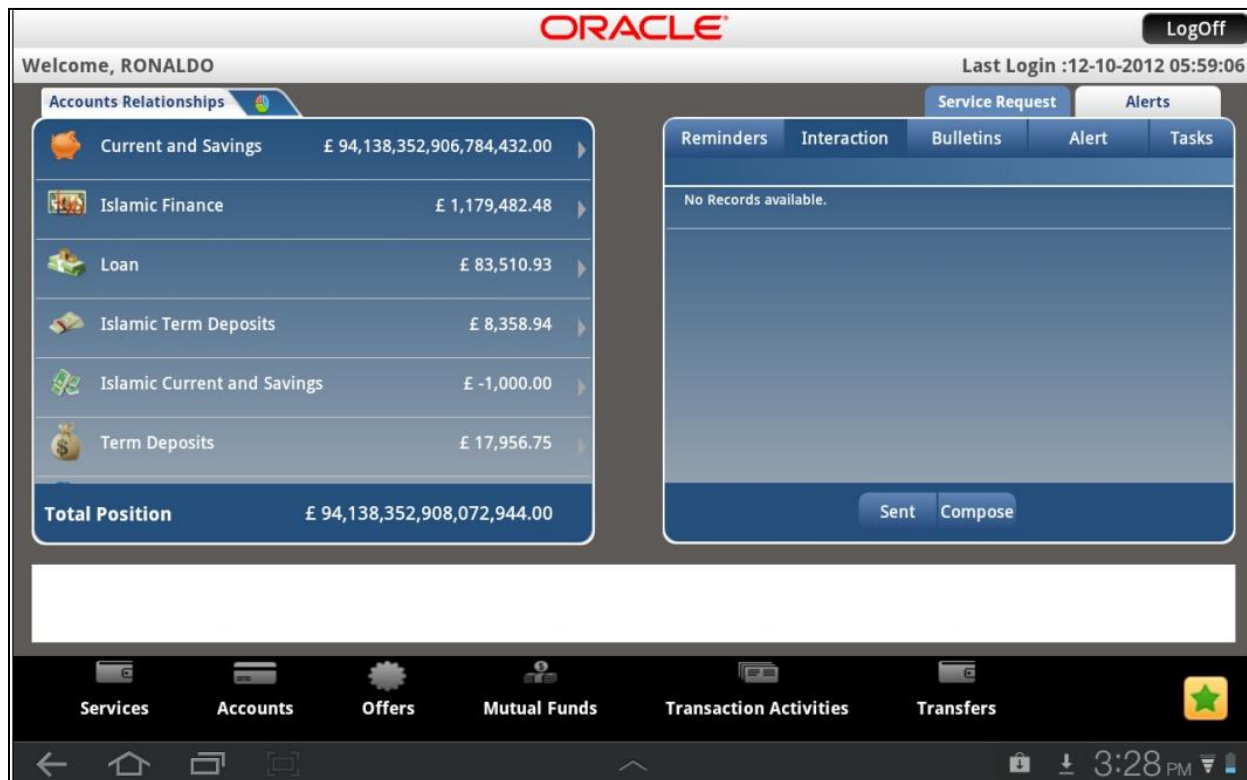 ORACLE
LogOff
Welcome, RONALDO
Last Login :12-10-2012 05:59:06
Accounts Relationships
Service Request
Alerts
Current and Savings £ 94,138,352,906,784,432.00
Islamic Finance £ 1,179,482.48
Loan £ 83,510.93
Islamic Term Deposits £ 8,358.94
Islamic Current and Savings £ -1,000.00
Term Deposits £ 17,956.75
Total Position £ 94,138,352,908,072,944.00
Reminders Interaction Bulletins Alert Tasks
No Records available.
Sent Compose
Services Accounts Offers Mutual Funds Transaction Activities Transfers
3:28 PM